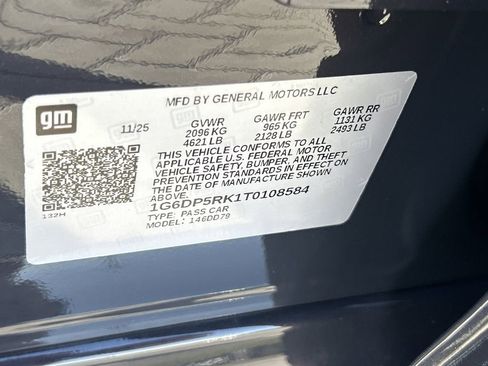 gm
MFD BY GENERAL MOTORS LLC
11/25 GVWR GAWR FRT GAWR RR
2096 KG 965 KG 1131 KG
4621 LB 2128 LB 2493 LB
THIS VEHICLE CONFORMS TO ALL
APPLICABLE U.S. FEDERAL MOTOR
VEHICLE SAFETY, BUMPER, AND THEFT
PREVENTION STANDARDS IN EFFECT ON
THE DATE OF MANUFACTURE SHOWN
ABOVE.
132H
1G6DP5RK1T0108584
TYPE: PASS CAR
MODEL: 146DD79